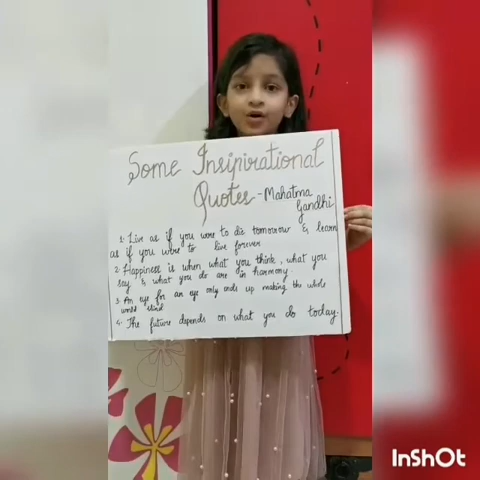 Some Insipirational
Quotes - Mahatma
Gandhi
1. Live as if you were to die tomorrow & learn
as if you were to live forever
2. Happiness is when what you think, what you
say & what you do are in harmony.
3. An eye for an eye only ends up making the whole
world blind
4. The future depends on what you do today.
InShOt